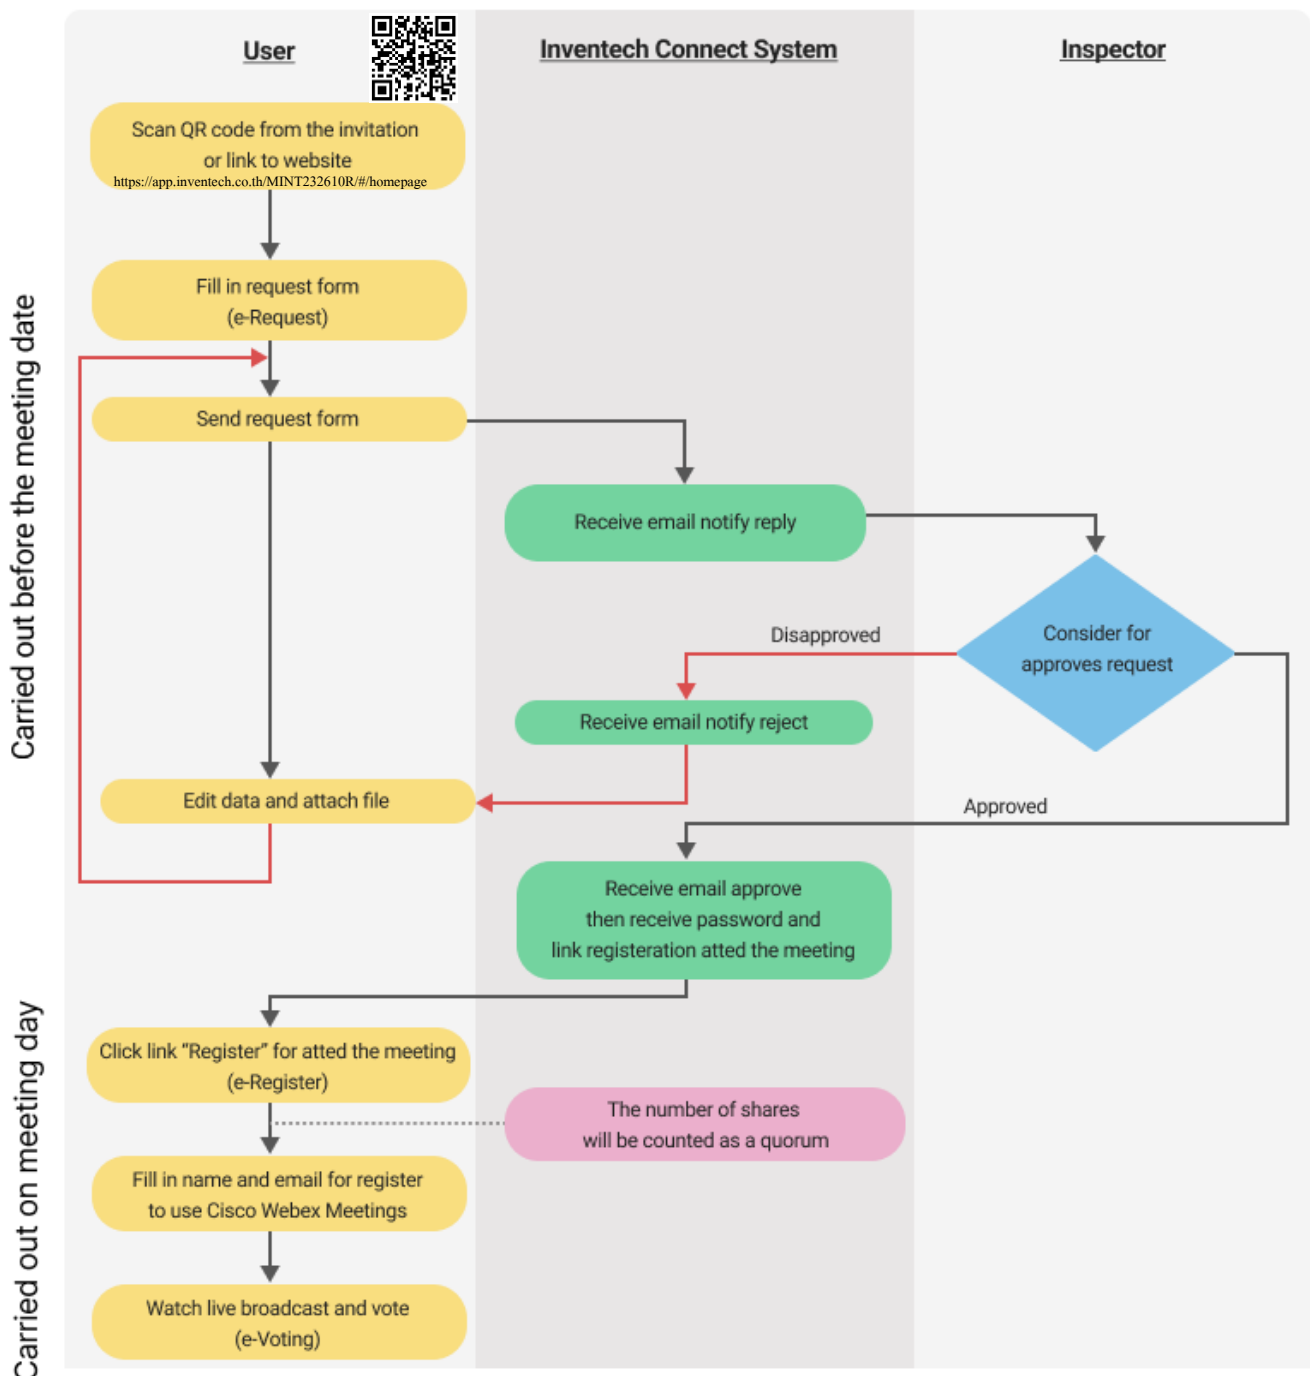 User
Inventech Connect System
Inspector
Scan QR code from the invitation
or link to website
https://app.inventech.co.th/MINT232610R/#/homepage
Fill in request form
(e-Request)
Send request form
Receive email notify reply
Consider for
approves request
Disapproved
Receive email notify reject
Edit data and attach file
Approved
Receive email approve
then receive password and
link registeration atted the meeting
Click link “Register” for atted the meeting
(e-Register)
The number of shares
will be counted as a quorum
Fill in name and email for register
to use Cisco Webex Meetings
Watch live broadcast and vote
(e-Voting)
Carried out before the meeting date
Carried out on meeting day